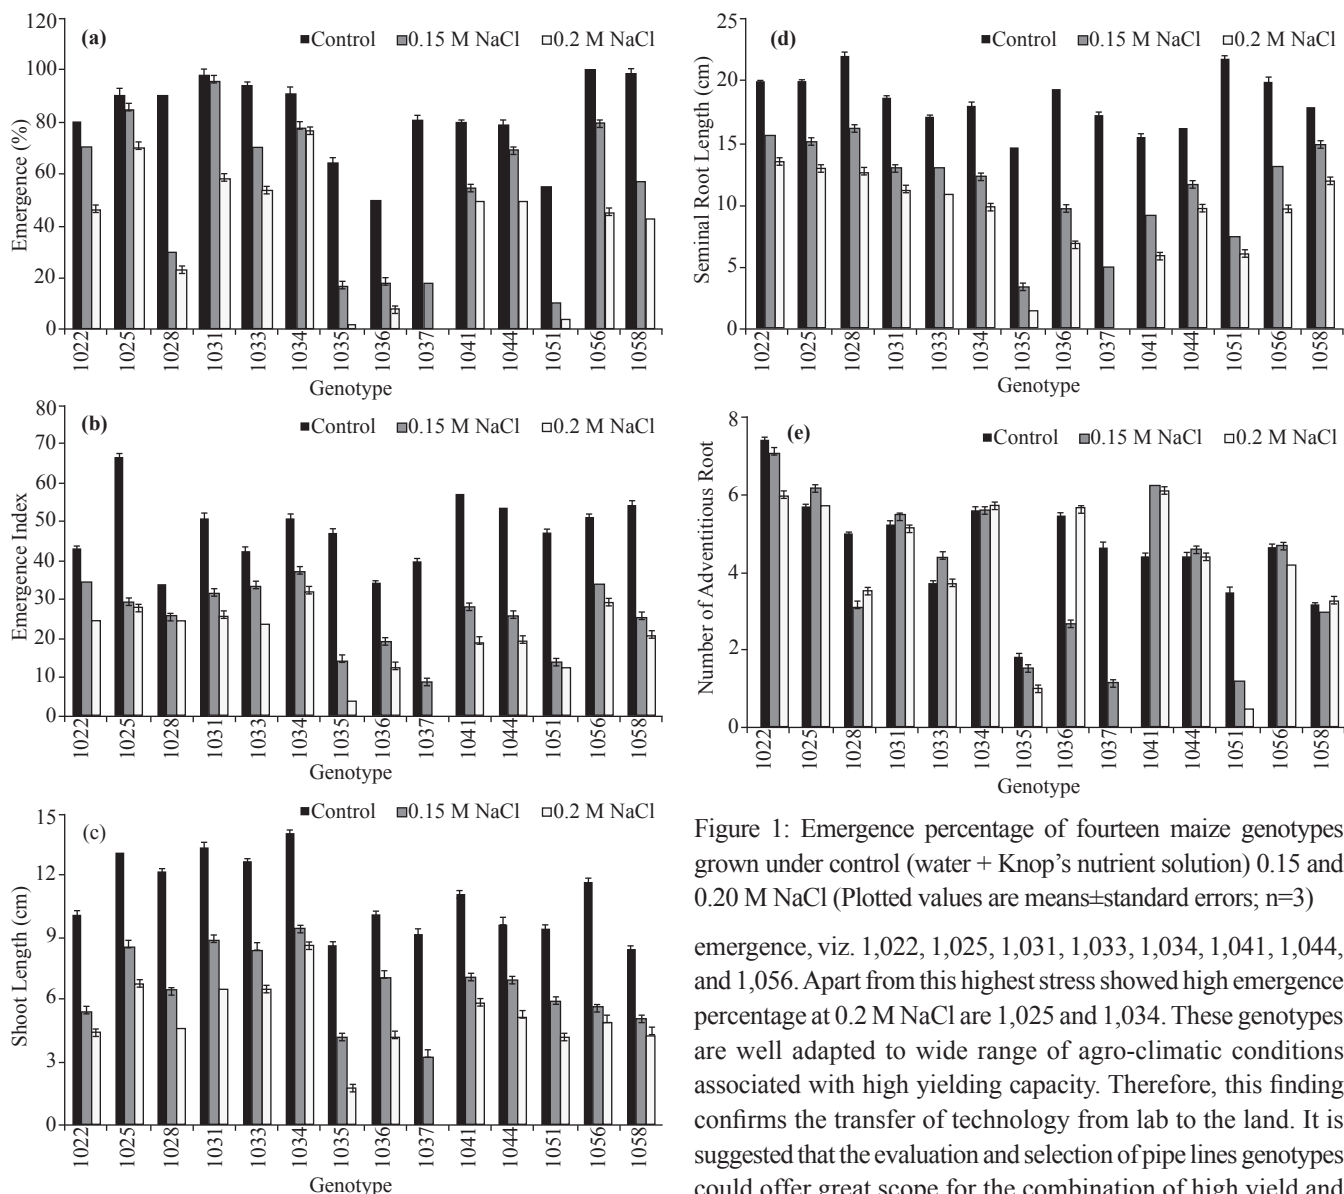 (a)
■Control ■0.15 M NaCl □0.2 M NaCl
Emergence (%)
120
100
80
60
40
20
0
1022 1025 1028 1031 1033 1034 1035 1036 1037 1041 1044 1051 1056 1058
Genotype
(b)
■Control ■0.15 M NaCl □0.2 M NaCl
Emergence Index
80
70
60
50
40
30
20
10
0
1022 1025 1028 1031 1033 1034 1035 1036 1037 1041 1044 1051 1056 1058
Genotype
(c)
■Control ■0.15 M NaCl □0.2 M NaCl
Shoot Length (cm)
15
12
9
6
3
0
1022 1025 1028 1031 1033 1034 1035 1036 1037 1041 1044 1051 1056 1058
Genotype
(d)
■Control ■0.15 M NaCl □0.2 M NaCl
Seminal Root Length (cm)
25
20
15
10
5
0
1022 1025 1028 1031 1033 1034 1035 1036 1037 1041 1044 1051 1056 1058
Genotype
(e)
■Control ■0.15 M NaCl □0.2 M NaCl
Number of Adventitious Root
8
6
4
2
0
1022 1025 1028 1031 1033 1034 1035 1036 1037 1041 1044 1051 1056 1058
Genotype
Figure 1: Emergence percentage of fourteen maize genotypes
grown under control (water + Knop's nutrient solution) 0.15 and
0.20 M NaCl (Plotted values are means±standard errors; n=3)
emergence, viz. 1,022, 1,025, 1,031, 1,033, 1,034, 1,041, 1,044,
and 1,056. Apart from this highest stress showed high emergence
percentage at 0.2 M NaCl are 1,025 and 1,034. These genotypes
are well adapted to wide range of agro-climatic conditions
associated with high yielding capacity. Therefore, this finding
confirms the transfer of technology from lab to the land. It is
suggested that the evaluation and selection of pipe lines genotypes
could offer great scope for the combination of high yield and